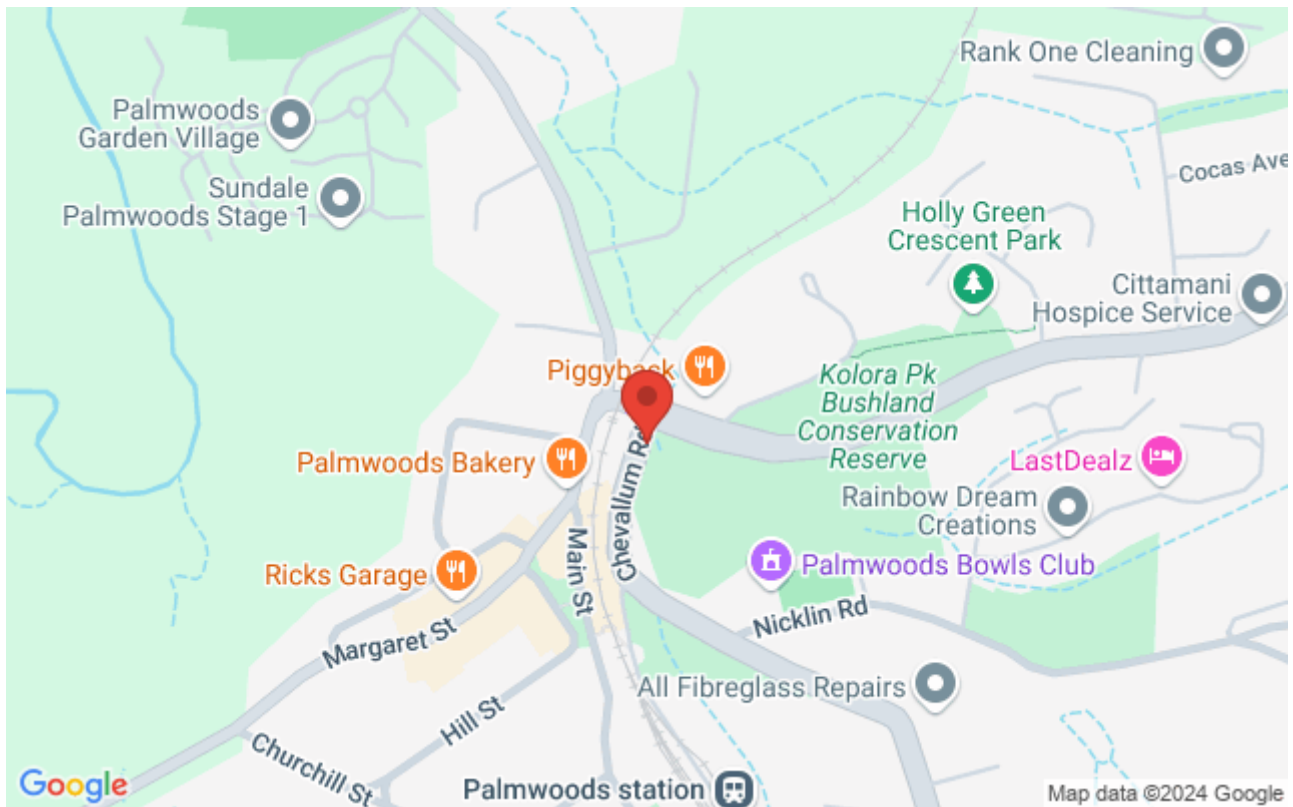 Rank One Cleaning
Palmwoods
Garden Village
Cocas Ave
Sundale
Palmwoods Stage 1
Holly Green
Crescent Park
Cittamani
Hospice Service
Piggyback
Kolora Pk
Bushland
Conservation
Reserve
Chevallum Rd
Palmwoods Bakery
LastDealz
Rainbow Dream
Creations
Main St
Ricks Garage
Palmwoods Bowls Club
Nicklin Rd
Margaret St
All Fibreglass Repairs
Hill St
Churchill St
Google
Palmwoods station
Map data ©2024 Google